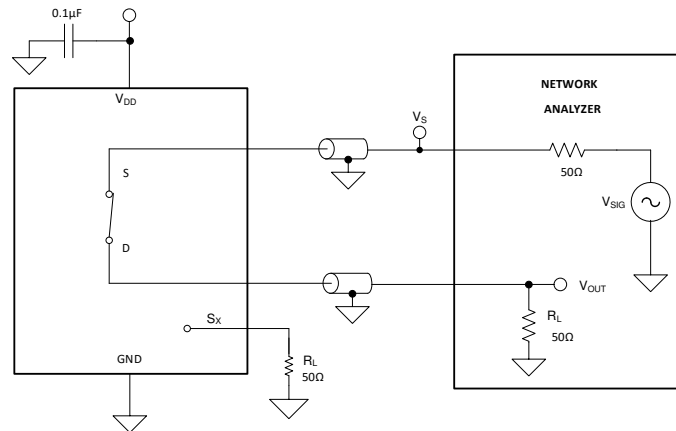 0.1µF
VDD
NETWORK
ANALYZER
VS
S
50Ω
VSIG
D
VOUT
SX
RL
50Ω
GND
RL
50Ω